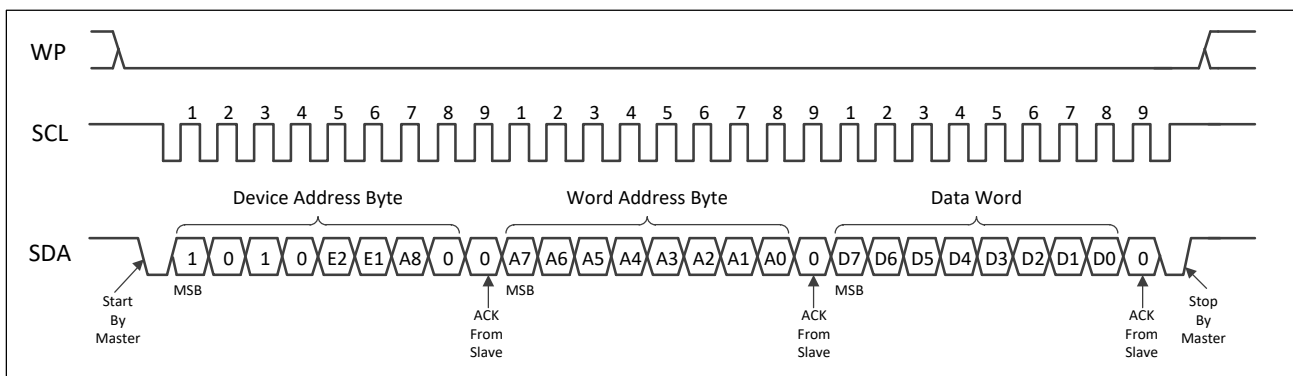 WP
SCL
1 2 3 4 5 6 7 8 9 1 2 3 4 5 6 7 8 9 1 2 3 4 5 6 7 8 9
Device Address Byte Word Address Byte Data Word
SDA
1 0 1 0 E2 E1 A8 0 0 A7 A6 A5 A4 A3 A2 A1 A0 0 D7 D6 D5 D4 D3 D2 D1 D0 0
MSB MSB MSB
Start
By
Master
ACK
From
Slave
ACK
From
Slave
ACK
From
Slave
Stop
By
Master